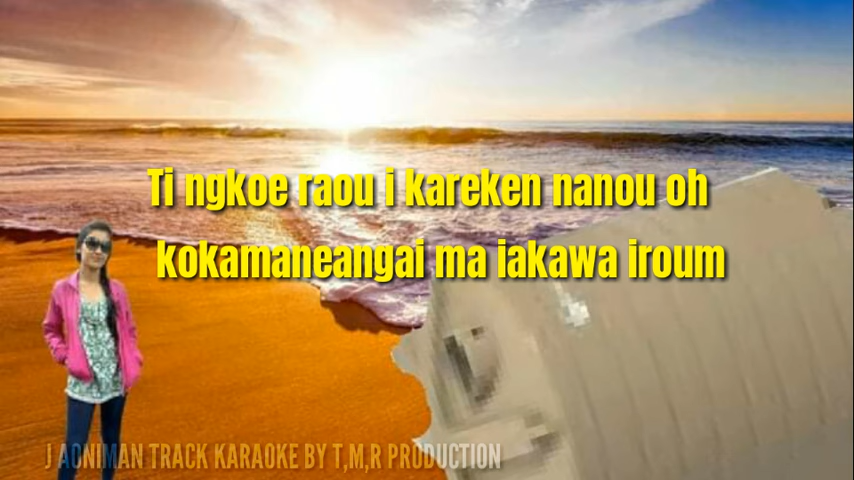 Ti ngkoe raou i kareken nanou oh
kokamaneangai ma iakawa iroum
J AONIMAN TRACK KARAOKE BY T,M,R PRODUCTION